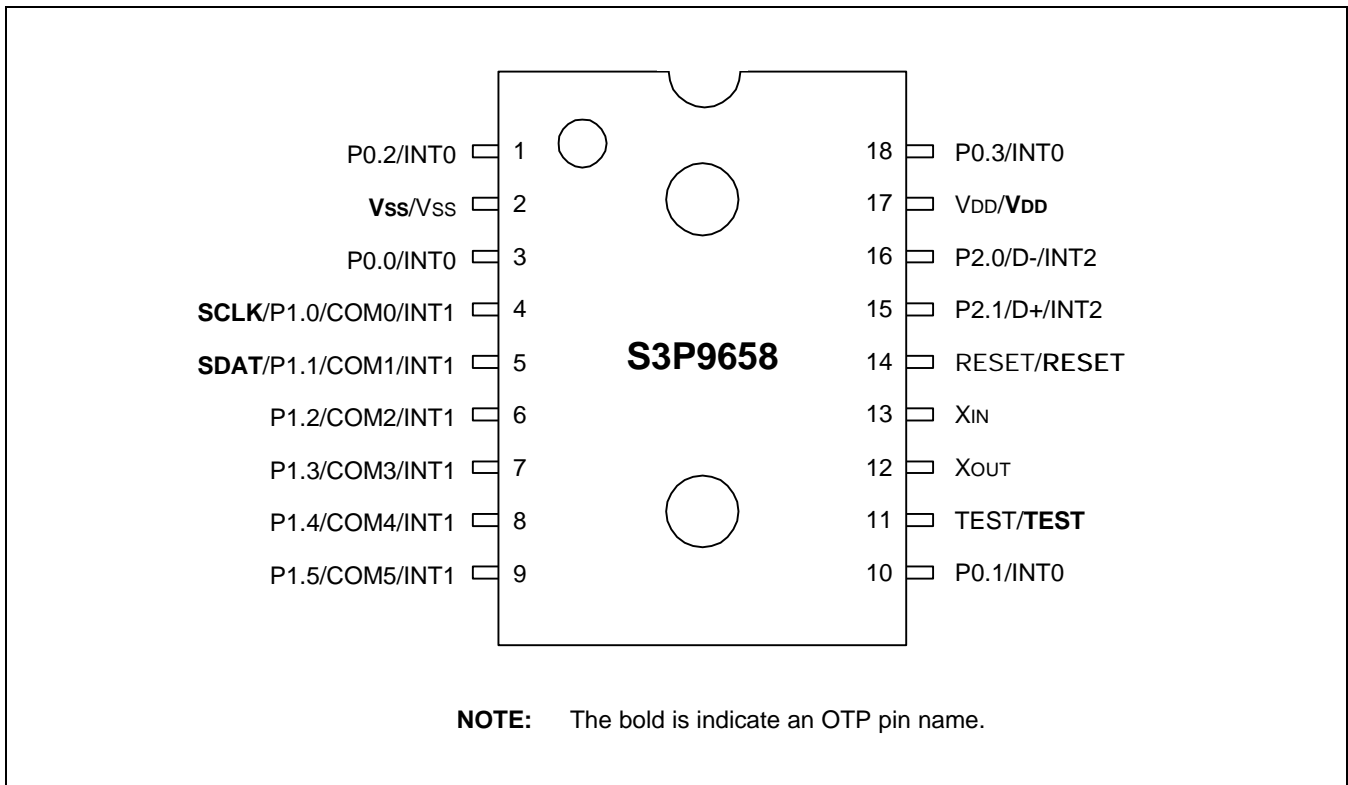 P0.2/INT0 1 18 P0.3/INT0
VSS/VSS 2 17 VDD/VDD
P0.0/INT0 3 16 P2.0/D-/INT2
SCLK/P1.0/COM0/INT1 4 15 P2.1/D+/INT2
SDAT/P1.1/COM1/INT1 5 S3P9658 14 RESET/RESET
P1.2/COM2/INT1 6 13 XIN
P1.3/COM3/INT1 7 12 XOUT
P1.4/COM4/INT1 8 11 TEST/TEST
P1.5/COM5/INT1 9 10 P0.1/INT0
NOTE: The bold is indicate an OTP pin name.